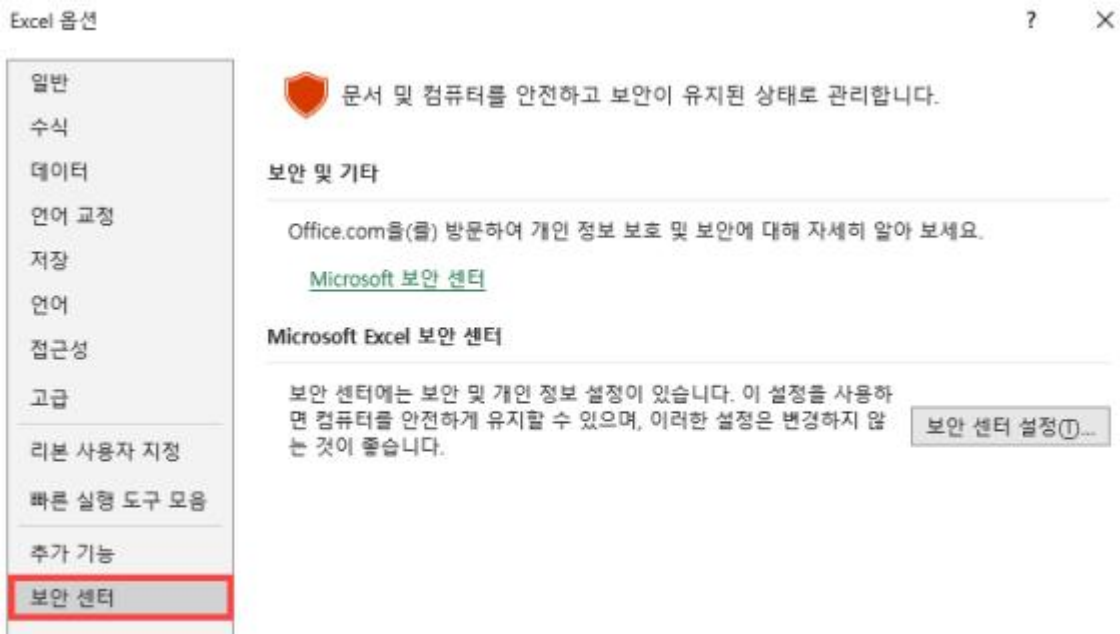 Excel 옵션
? ×
일반
수식
데이터
언어 교정
저장
언어
접근성
고급
리본 사용자 지정
빠른 실행 도구 모음
추가 기능
보안 센터
문서 및 컴퓨터를 안전하고 보안이 유지된 상태로 관리합니다.
보안 및 기타
Office.com을(를) 방문하여 개인 정보 보호 및 보안에 대해 자세히 알아 보세요.
Microsoft 보안 센터
Microsoft Excel 보안 센터
보안 센터에는 보안 및 개인 정보 설정이 있습니다. 이 설정을 사용하
면 컴퓨터를 안전하게 유지할 수 있으며, 이러한 설정은 변경하지 않
는 것이 좋습니다.
보안 센터 설정(T)...